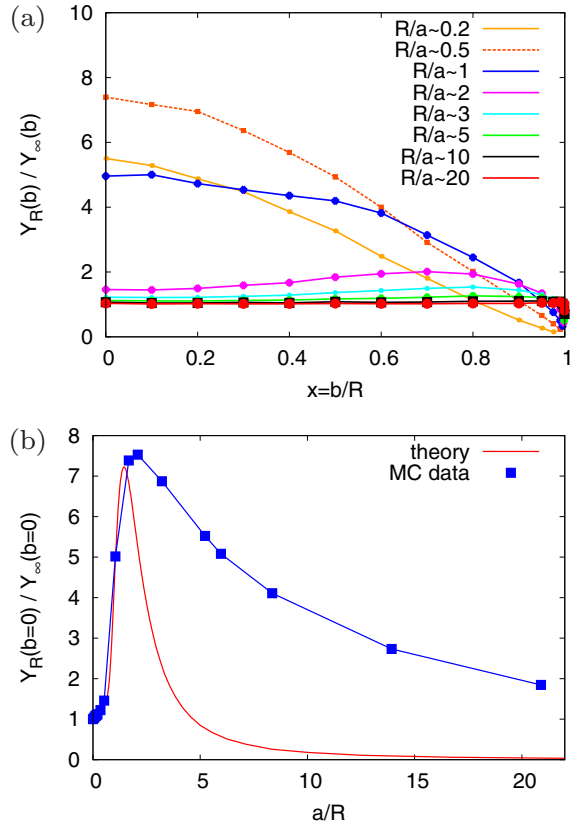 (a)
Y_R(b) / Y_∞(b)
10
8
6
4
2
0
R/a~0.2
R/a~0.5
R/a~1
R/a~2
R/a~3
R/a~5
R/a~10
R/a~20
0 0.2 0.4 0.6 0.8 1
x=b/R
(b)
Y_R(b=0) / Y_∞(b=0)
8
7
6
5
4
3
2
1
0
theory
MC data
0 5 10 15 20
a/R